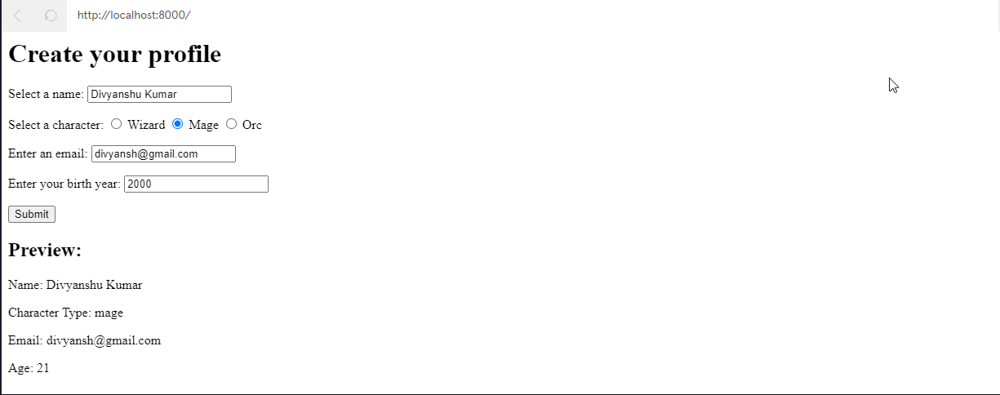 http://localhost:8000/
Create your profile
Select a name: Divyanshu Kumar
Select a character: Wizard Mage Orc
Enter an email: divyansh@gmail.com
Enter your birth year: 2000
Submit
Preview:
Name: Divyanshu Kumar
Character Type: mage
Email: divyansh@gmail.com
Age: 21